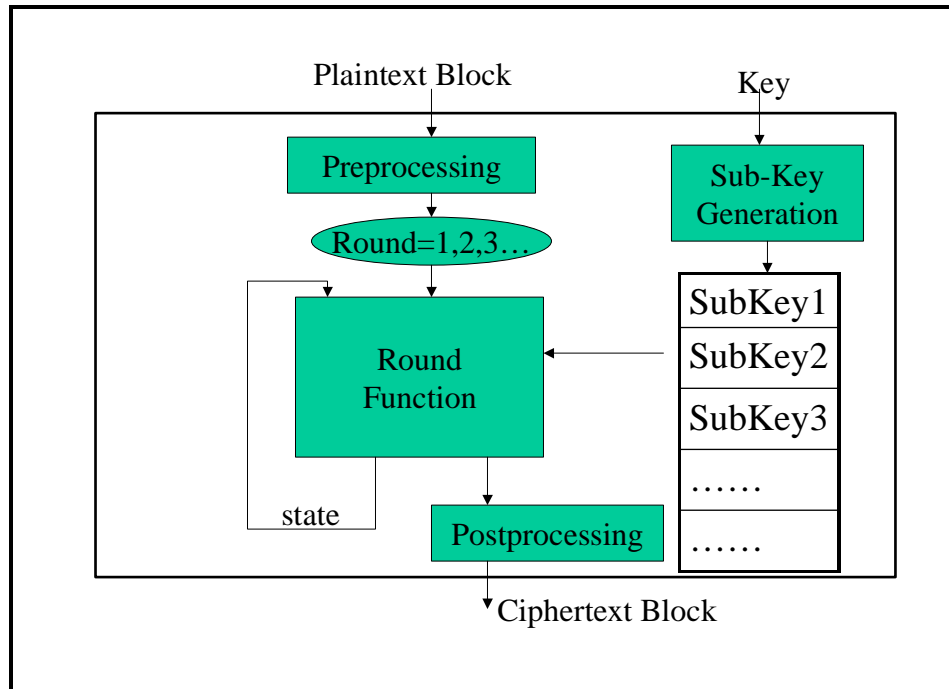 Plaintext Block
Key
Preprocessing
Sub-Key
Generation
Round=1,2,3…
SubKey1
SubKey2
SubKey3
……
……
Round
Function
state
Postprocessing
Ciphertext Block